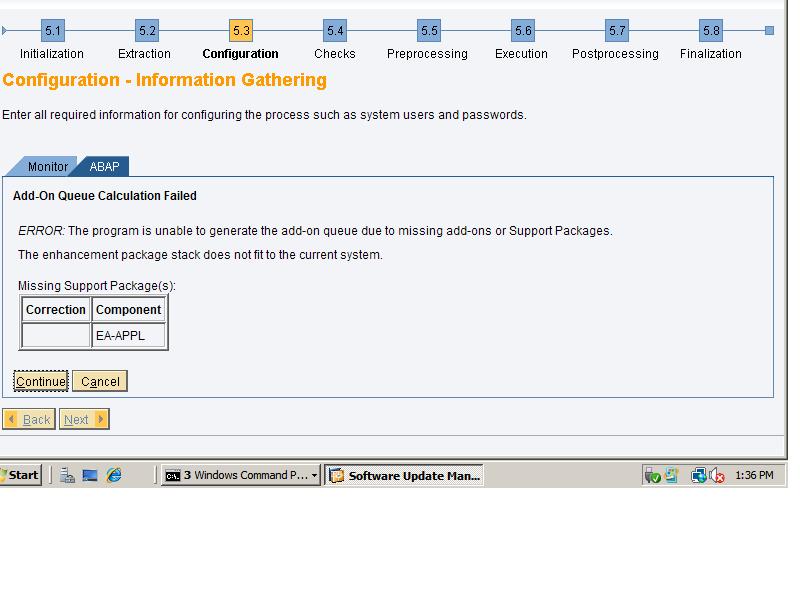 5.1 5.2 5.3 5.4 5.5 5.6 5.7 5.8
Initialization Extraction Configuration Checks Preprocessing Execution Postprocessing Finalization
Configuration - Information Gathering
Enter all required information for configuring the process such as system users and passwords.
Monitor ABAP
Add-On Queue Calculation Failed
ERROR: The program is unable to generate the add-on queue due to missing add-ons or Support Packages.
The enhancement package stack does not fit to the current system.
Missing Support Package(s):
Correction Component
EA-APPL
Continue Cancel
Back Next
Start 3 Windows Command P... Software Update Man... 1:36 PM